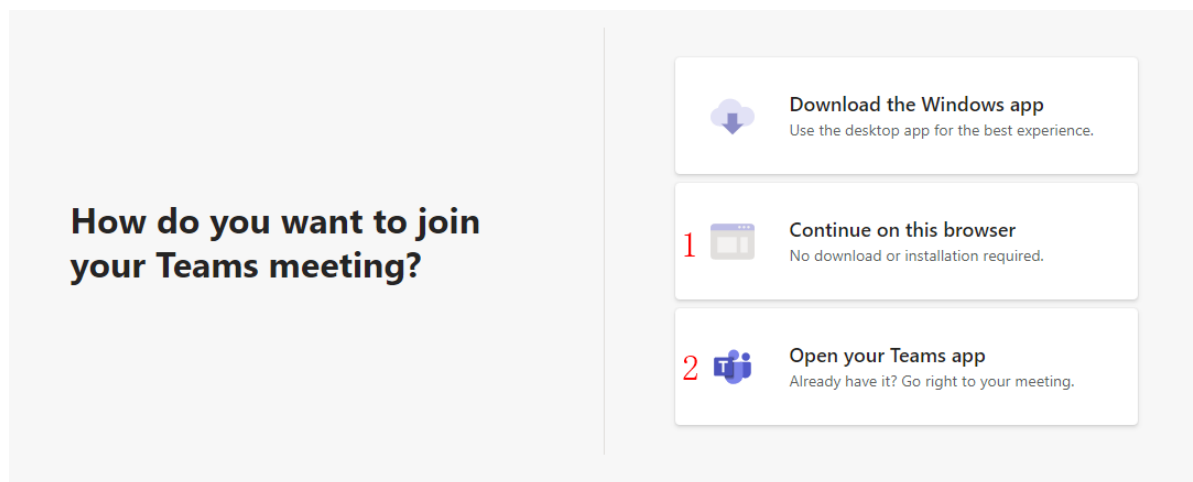 How do you want to join
your Teams meeting?
Download the Windows app
Use the desktop app for the best experience.
1
Continue on this browser
No download or installation required.
2
T
Open your Teams app
Already have it? Go right to your meeting.